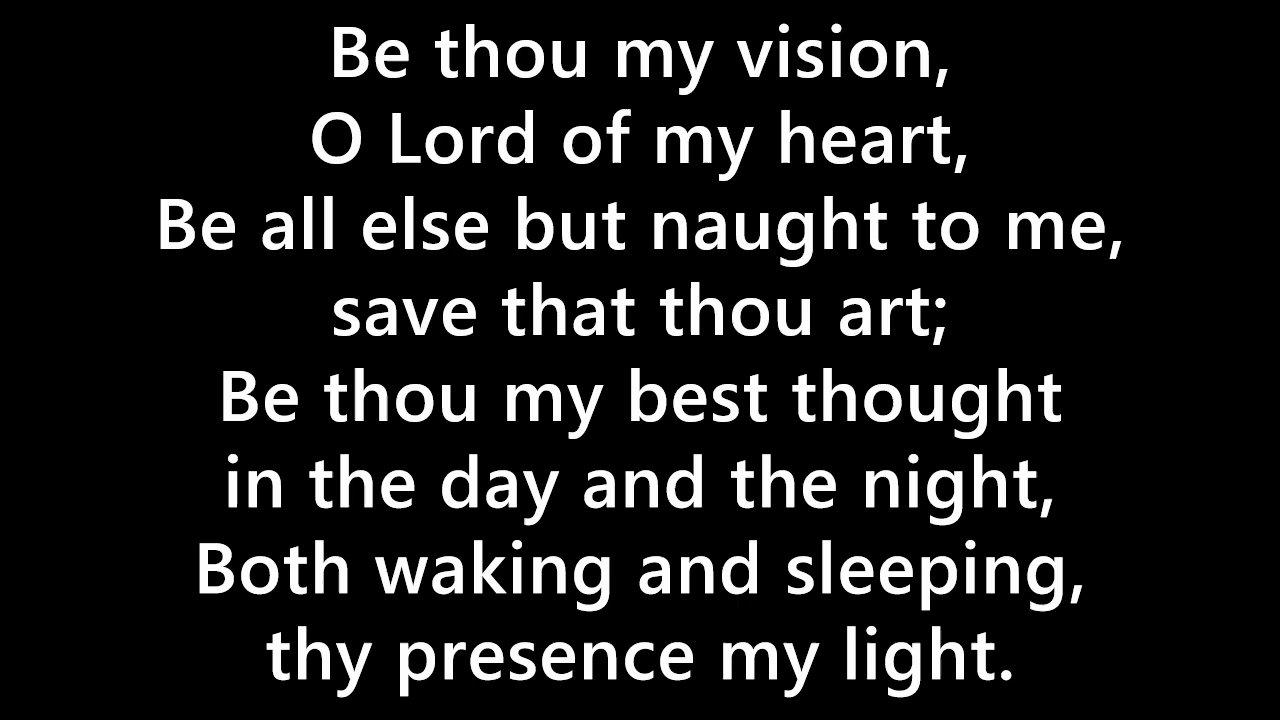 Be thou my vision,
O Lord of my heart,
Be all else but naught to me,
save that thou art;
Be thou my best thought
in the day and the night,
Both waking and sleeping,
thy presence my light.